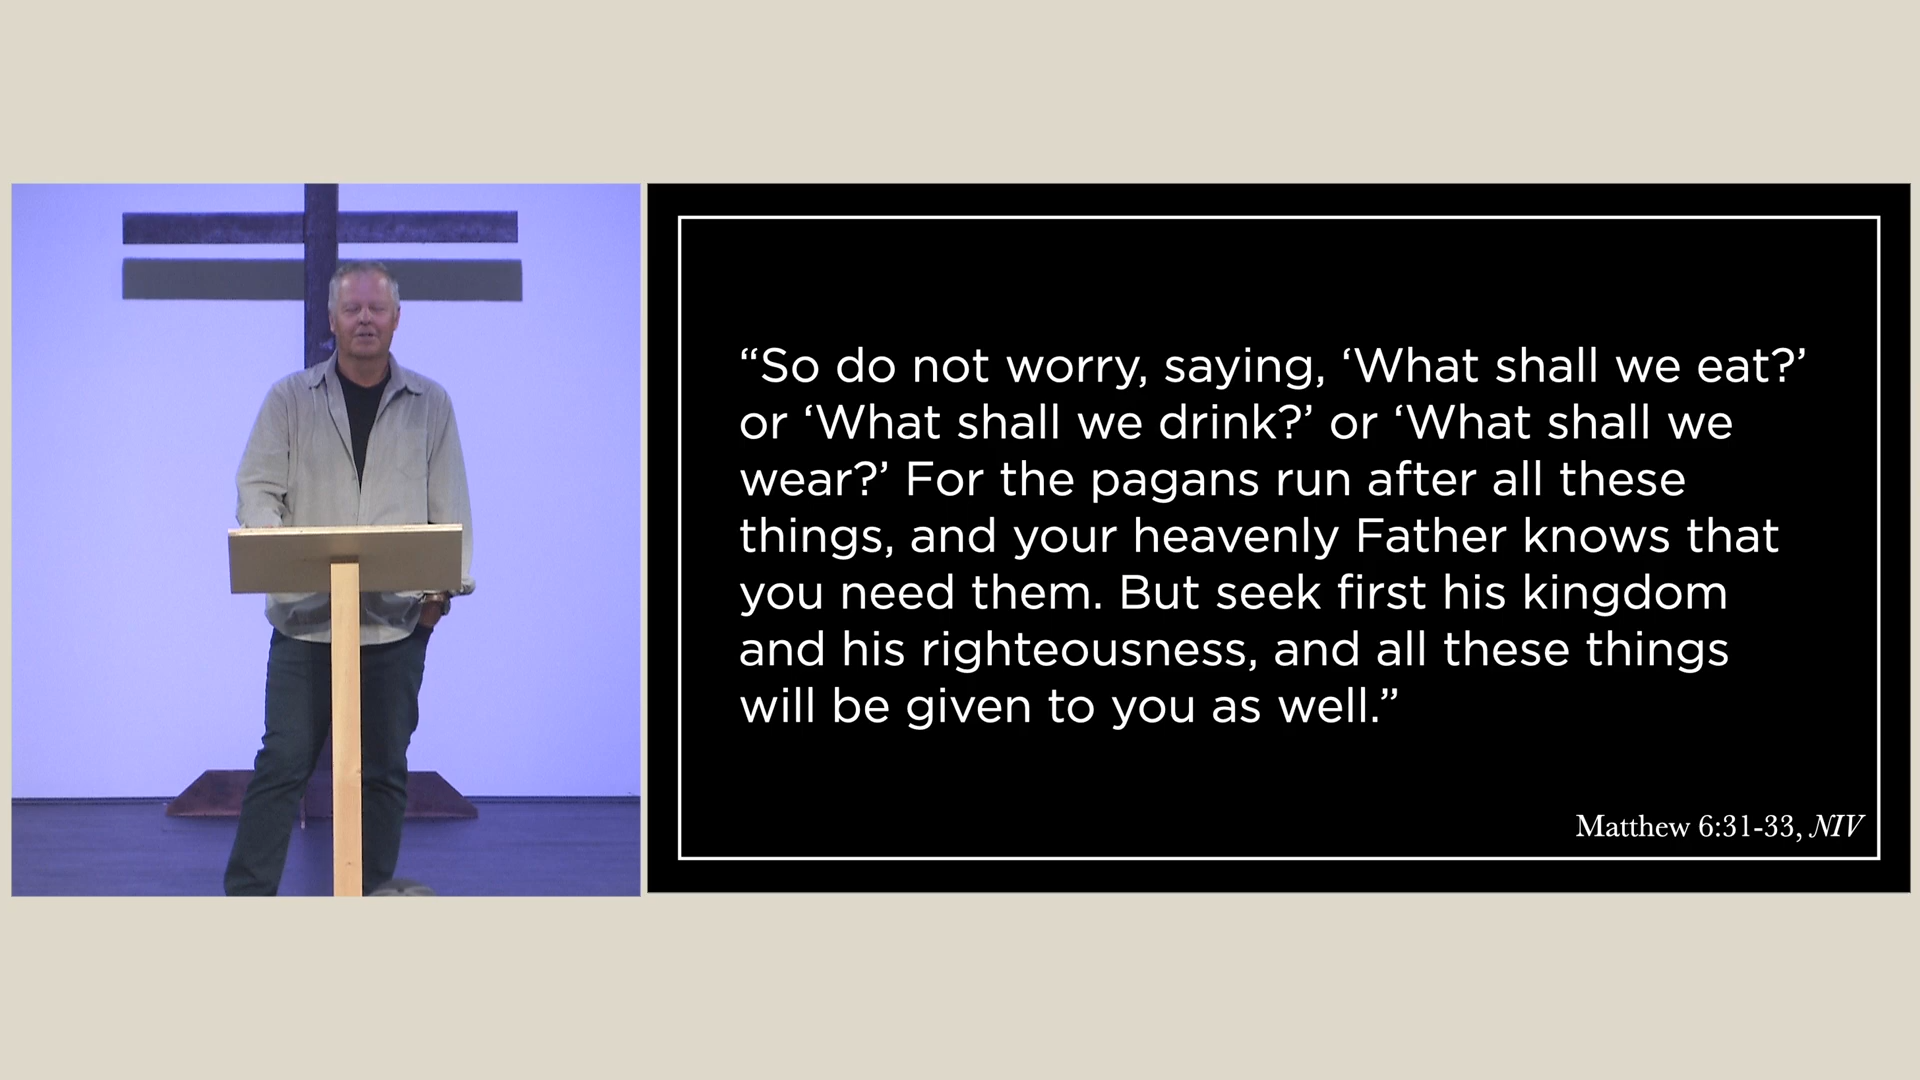 “So do not worry, saying, ‘What shall we eat?’
or ‘What shall we drink?’ or ‘What shall we
wear?’ For the pagans run after all these
things, and your heavenly Father knows that
you need them. But seek first his kingdom
and his righteousness, and all these things
will be given to you as well.”
Matthew 6:31-33, NIV